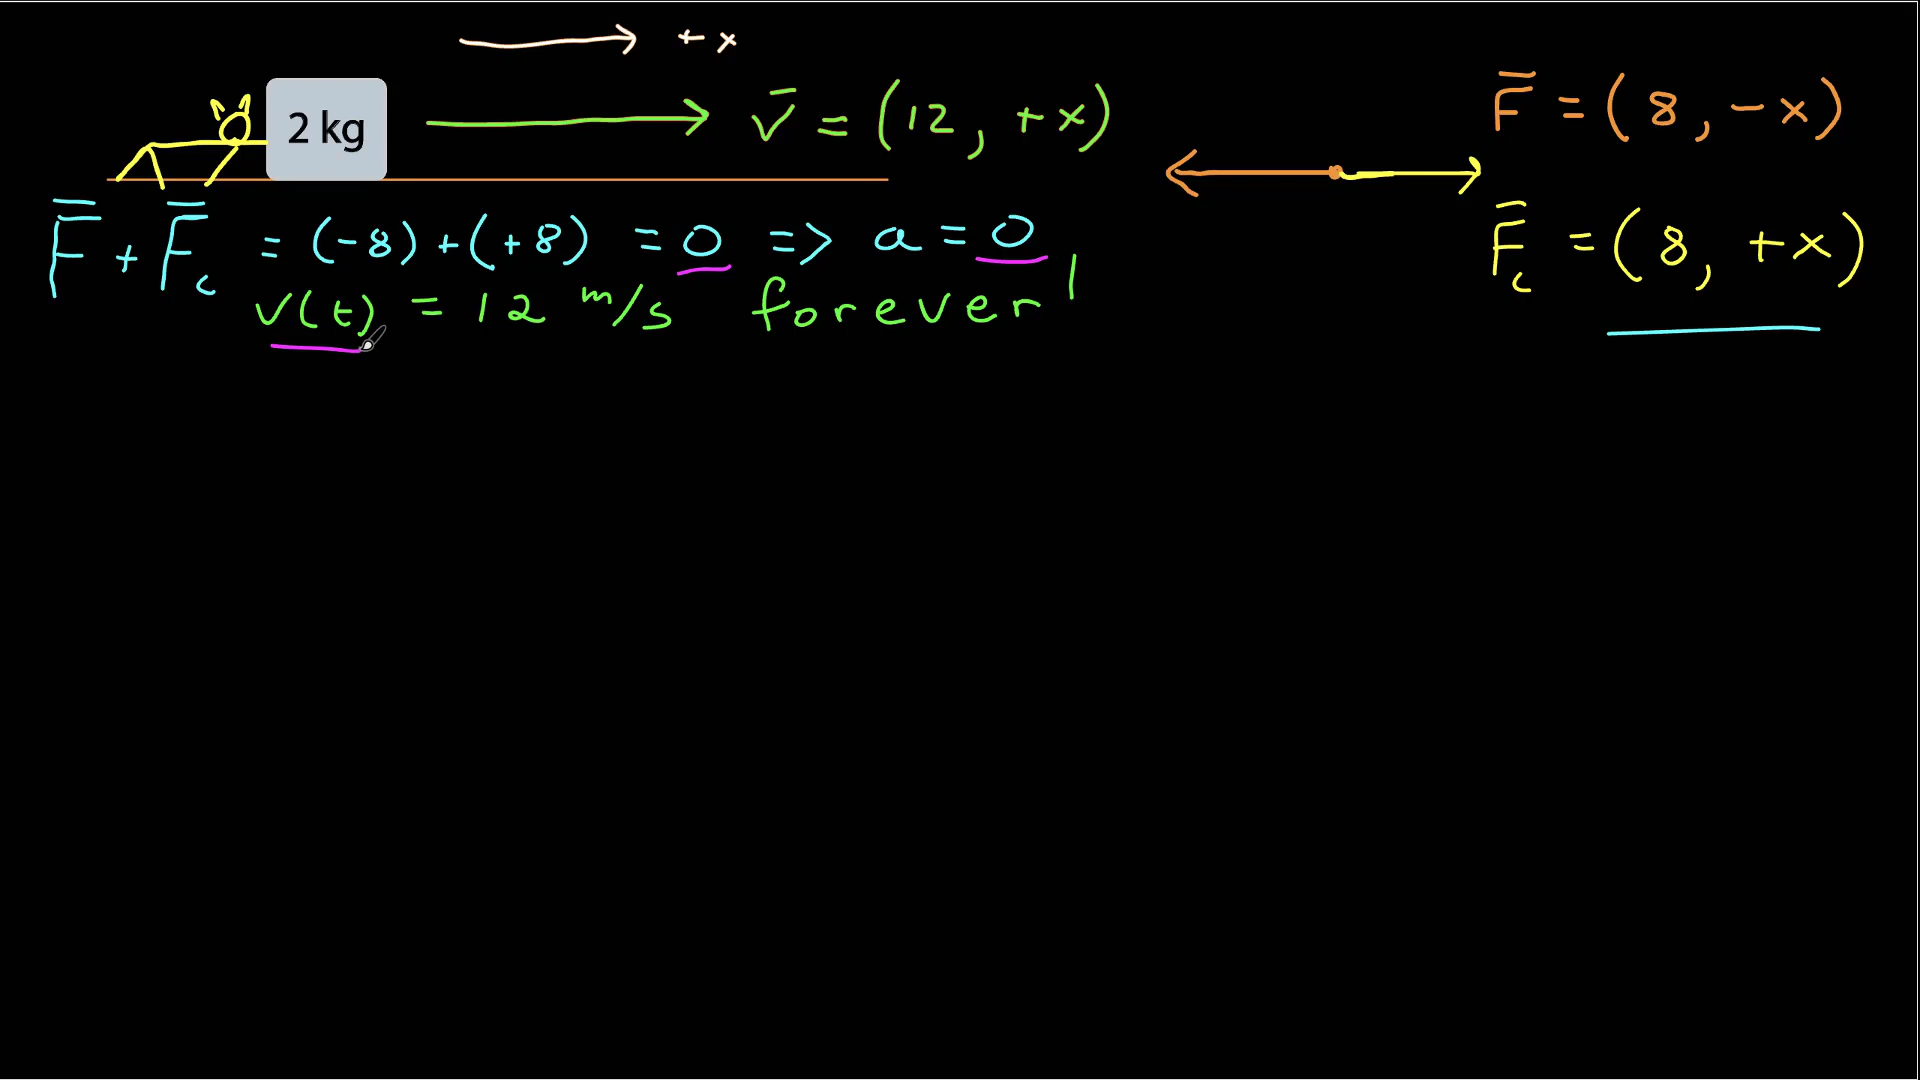 +x
2 kg
v̄ = (12, +x)
F̄ = (8, -x)
F̄ + F̄c = (-8) + (+8) = 0 => a = 0
F̄c = (8, +x)
v(t) = 12 m/s forever!